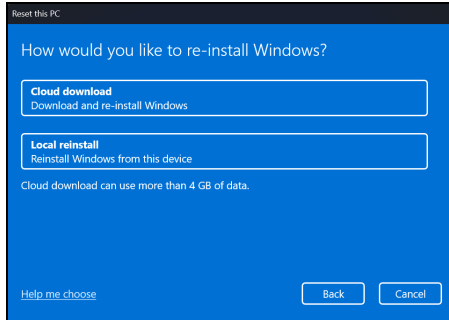 Reset this PC
How would you like to re-install Windows?
Cloud download
Download and re-install Windows
Local reinstall
Reinstall Windows from this device
Cloud download can use more than 4 GB of data.
Help me choose
Back
Cancel